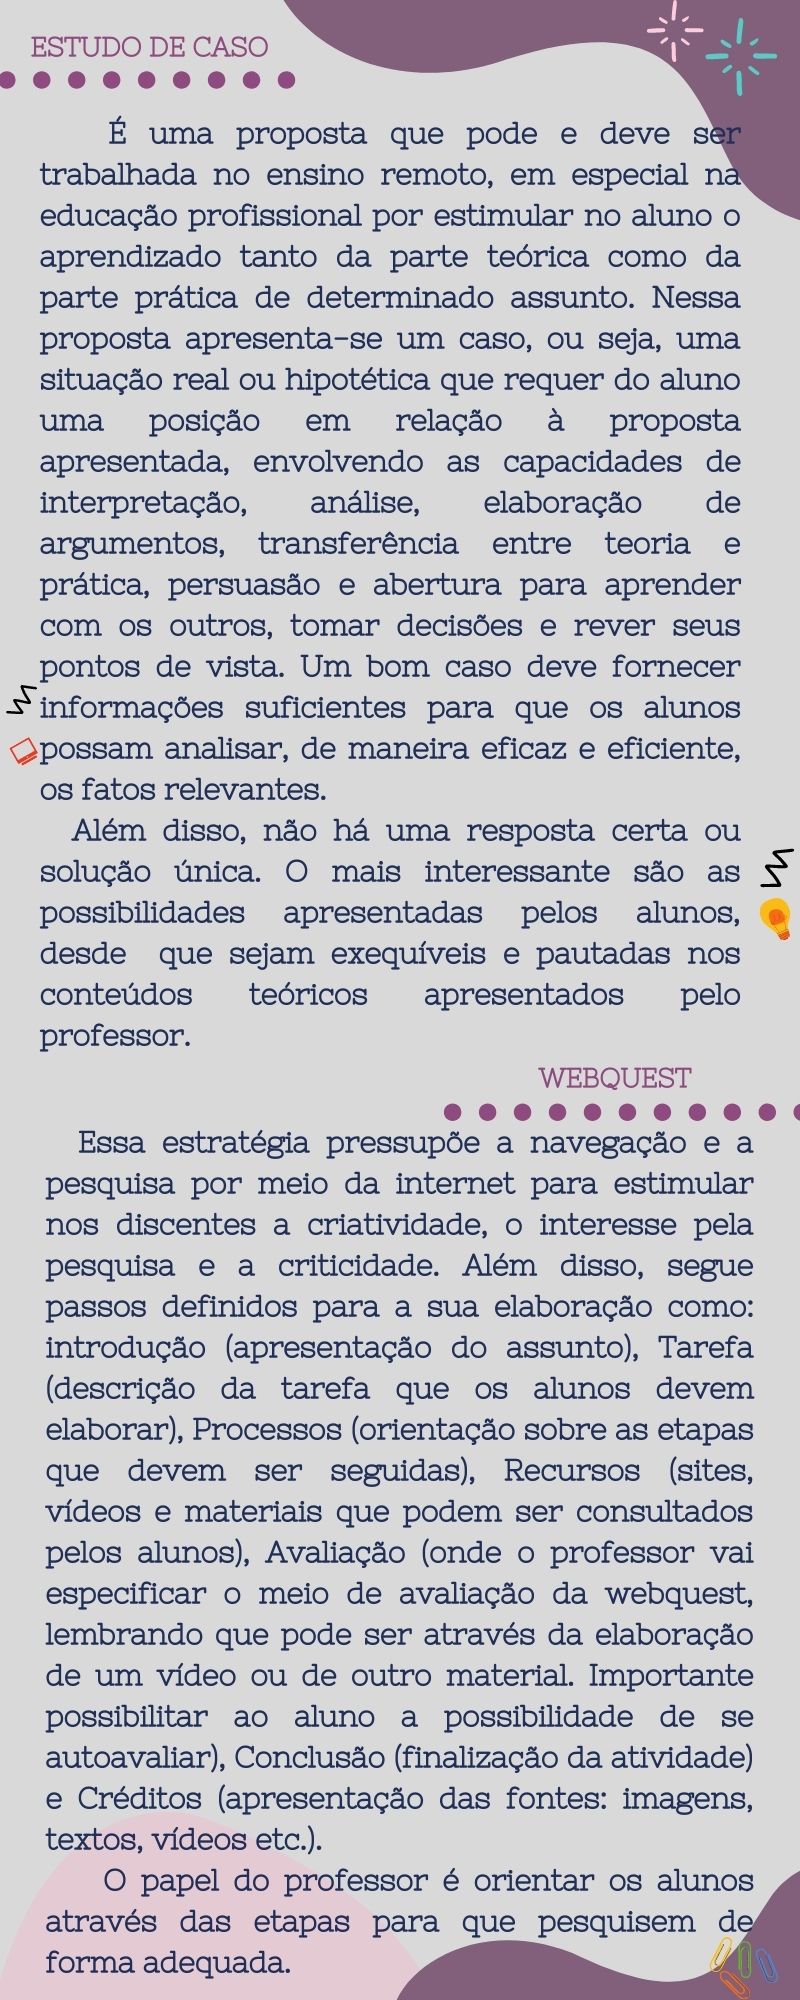 ESTUDO DE CASO
É uma proposta que pode e deve ser
trabalhada no ensino remoto, em especial na
educação profissional por estimular no aluno o
aprendizado tanto da parte teórica como da
parte prática de determinado assunto. Nessa
proposta apresenta-se um caso, ou seja, uma
situação real ou hipotética que requer do aluno
uma posição em relação à proposta
apresentada, envolvendo as capacidades de
interpretação, análise, elaboração de
argumentos, transferência entre teoria e
prática, persuasão e abertura para aprender
com os outros, tomar decisões e rever seus
pontos de vista. Um bom caso deve fornecer
informações suficientes para que os alunos
possam analisar, de maneira eficaz e eficiente,
os fatos relevantes.
Além disso, não há uma resposta certa ou
solução única. O mais interessante são as
possibilidades apresentadas pelos alunos,
desde que sejam exequíveis e pautadas nos
conteúdos teóricos apresentados pelo
professor.
WEBQUEST
Essa estratégia pressupõe a navegação e a
pesquisa por meio da internet para estimular
nos discentes a criatividade, o interesse pela
pesquisa e a criticidade. Além disso, segue
passos definidos para a sua elaboração como:
introdução (apresentação do assunto), Tarefa
(descrição da tarefa que os alunos devem
elaborar), Processos (orientação sobre as etapas
que devem ser seguidas), Recursos (sites,
vídeos e materiais que podem ser consultados
pelos alunos), Avaliação (onde o professor vai
especificar o meio de avaliação da webquest,
lembrando que pode ser através da elaboração
de um vídeo ou de outro material. Importante
possibilitar ao aluno a possibilidade de se
autoavaliar), Conclusão (finalização da atividade)
e Créditos (apresentação das fontes: imagens,
textos, vídeos etc.).
O papel do professor é orientar os alunos
através das etapas para que pesquisem de
forma adequada.